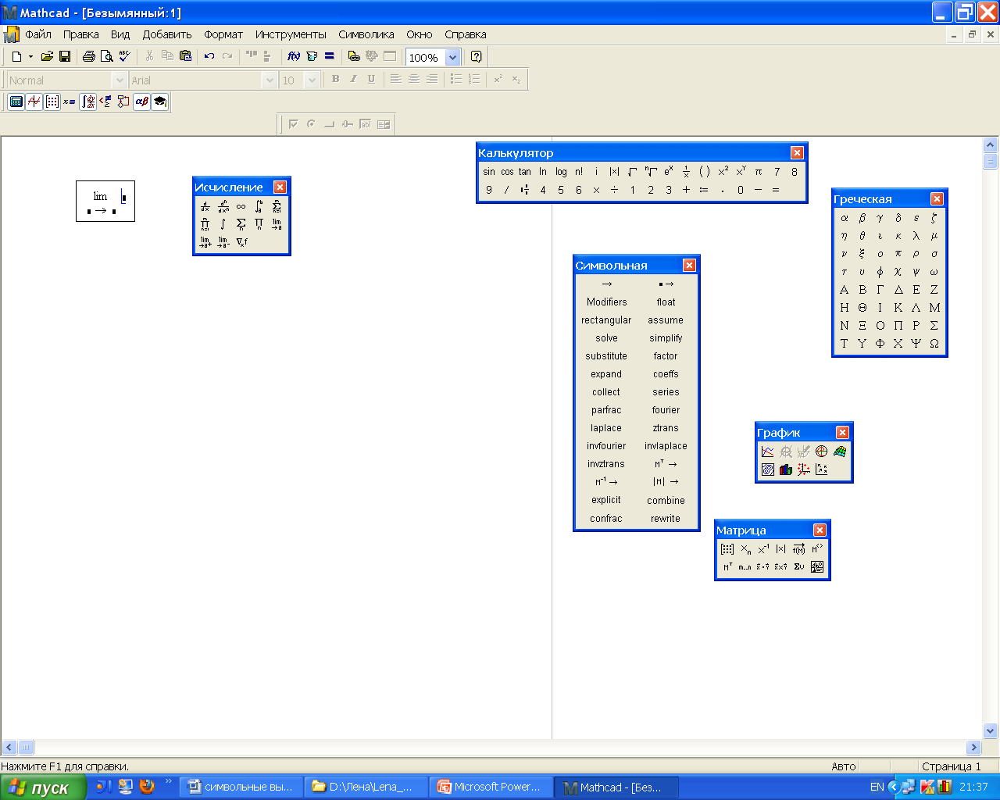 Mathcad - [Безымянный:1]
Файл Правка Вид Добавить Формат Инструменты Символика Окно Справка
100%
Normal Arial 10 B I U
lim
■ → ■ ■
Калькулятор
sin cos tan ln log n! i |×| √ ⁿ√ eˣ 1/x ( ) ×² ×ʸ π 7 8
9 / 4 5 6 × ÷ 1 2 3 + := . 0 − =
Исчисление
Греческая
α β γ δ ε ζ
η θ ι κ λ μ
ν ξ ο π ρ σ
τ υ φ χ ψ ω
Α Β Γ Δ Ε Ζ
Η Θ Ι Κ Λ Μ
Ν Ξ Ο Π Ρ Σ
Τ Υ Φ Χ Ψ Ω
Символьная
→ ■ →
Modifiers float
rectangular assume
solve simplify
substitute factor
expand coeffs
collect series
parfrac fourier
laplace ztrans
invfourier invlaplace
invztrans Mᵀ →
M⁻¹ → |M| →
explicit combine
confrac rewrite
График
Матрица
Нажмите F1 для справки. Авто Страница 1
пуск символьные вы... D:\Лена\Lena_... Microsoft Power... Mathcad - [Без... EN 21:37